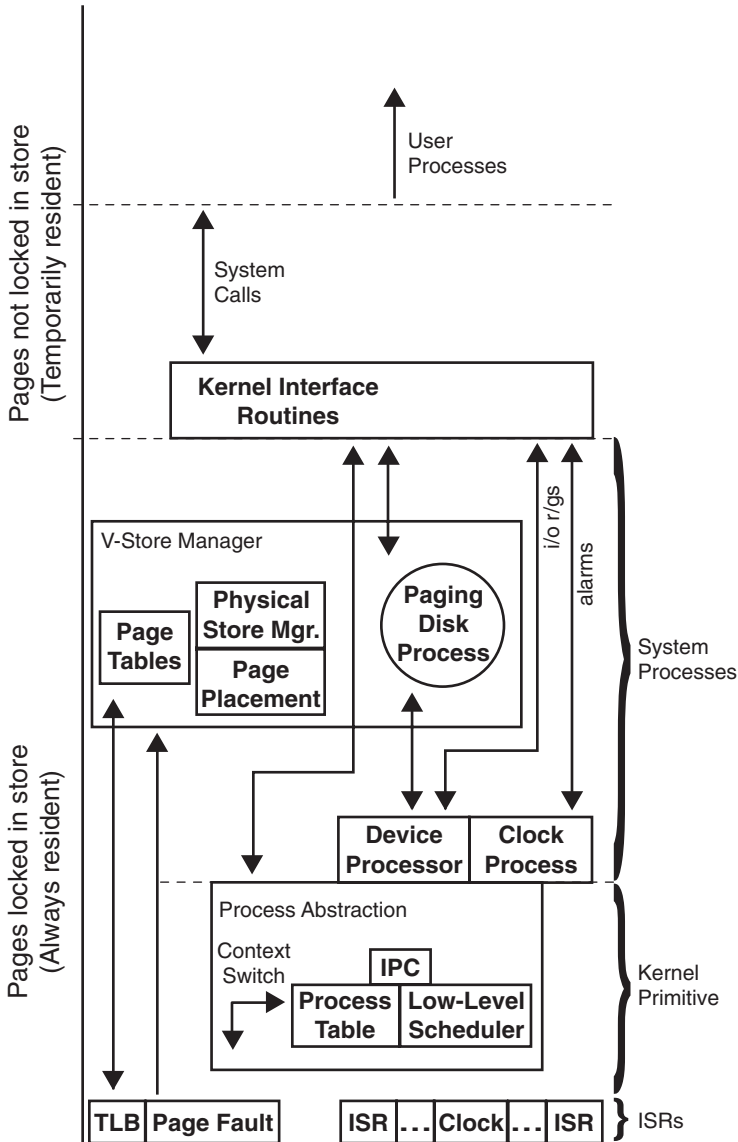 Pages not locked in store
(Temporarily resident)
User
Processes
System
Calls
Kernel Interface
Routines
i/o r/gs
alarms
V-Store Manager
Page
Tables
Physical
Store Mgr.
Page
Placement
Paging
Disk
Process
System
Processes
Pages locked in store
(Always resident)
Device
Processor
Clock
Process
Process Abstraction
Context
Switch
IPC
Process
Table
Low-Level
Scheduler
Kernel
Primitive
TLB
Page Fault
ISR
...
Clock
...
ISR
ISRs